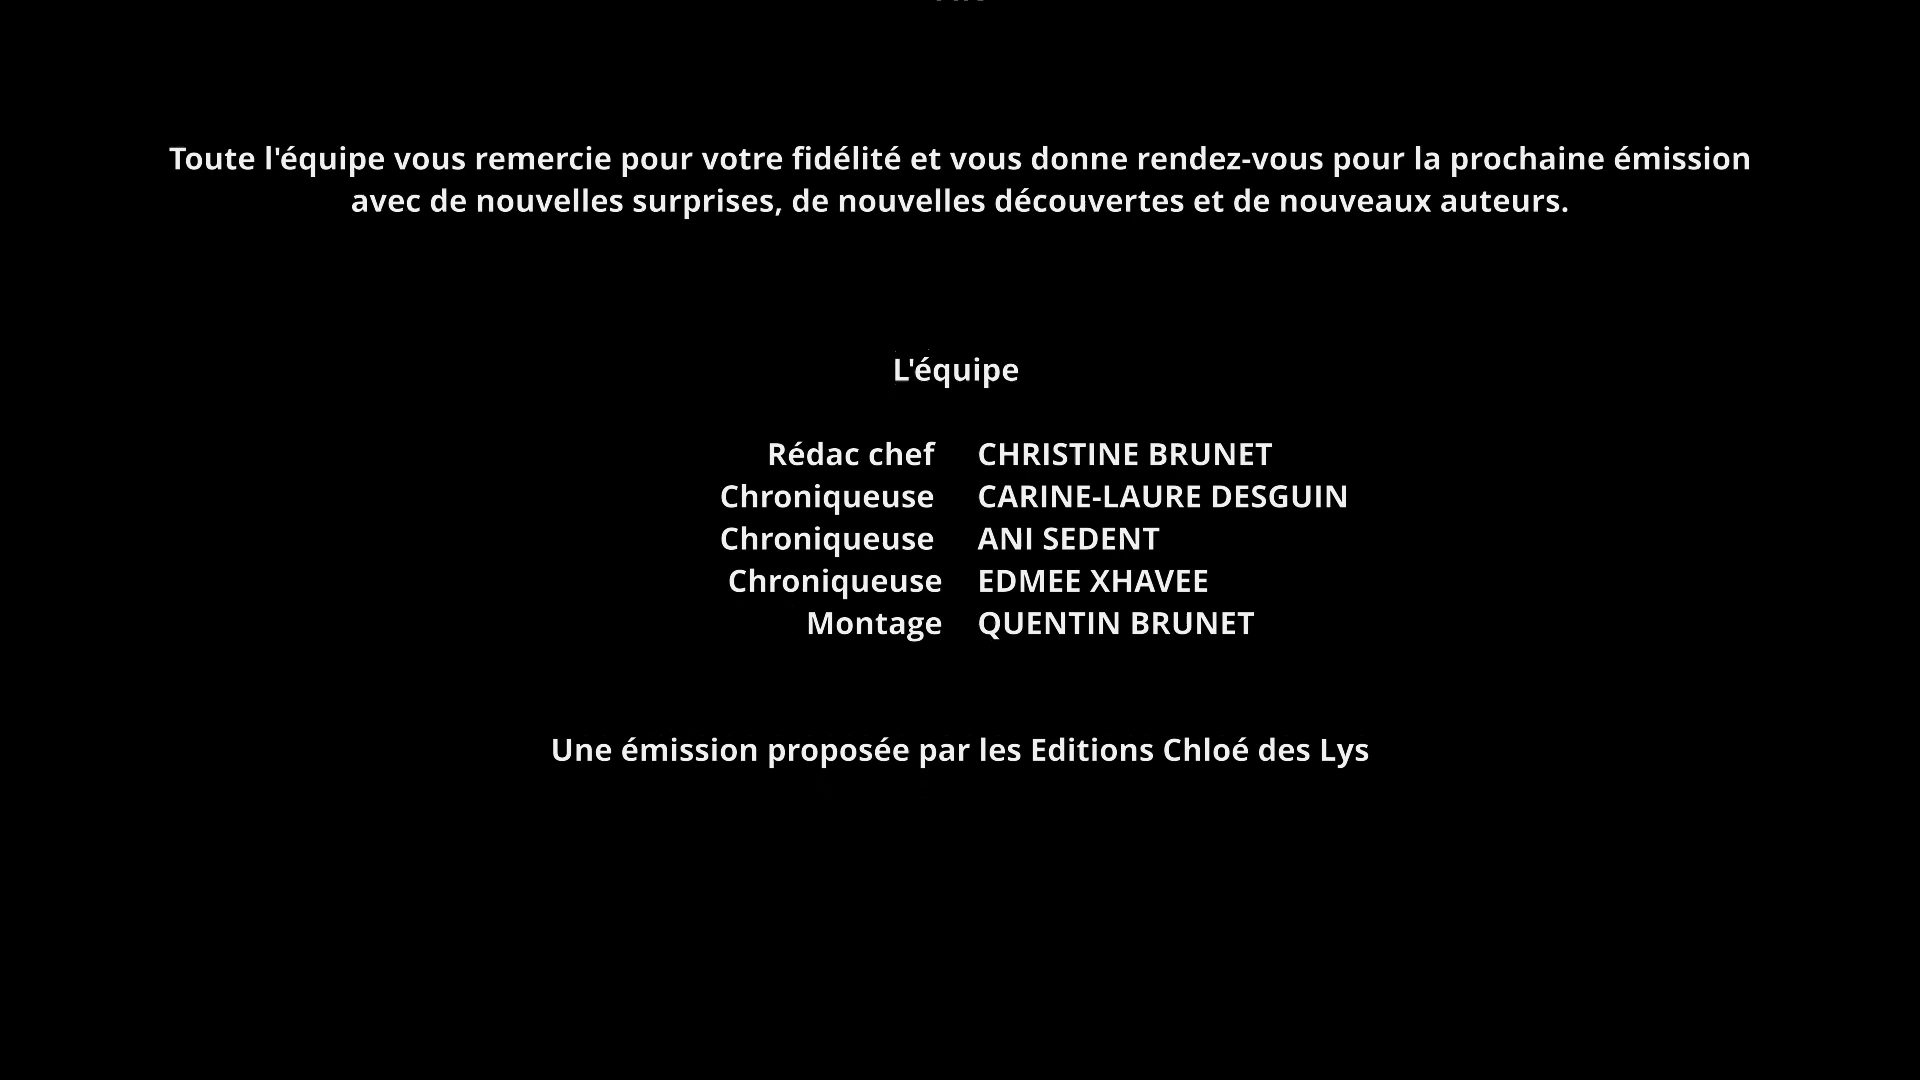 Toute l'équipe vous remercie pour votre fidélité et vous donne rendez-vous pour la prochaine émission
avec de nouvelles surprises, de nouvelles découvertes et de nouveaux auteurs.
L'équipe
Rédac chef CHRISTINE BRUNET
Chroniqueuse CARINE-LAURE DESGUIN
Chroniqueuse ANI SEDENT
Chroniqueuse EDMEE XHAVEE
Montage QUENTIN BRUNET
Une émission proposée par les Editions Chloé des Lys